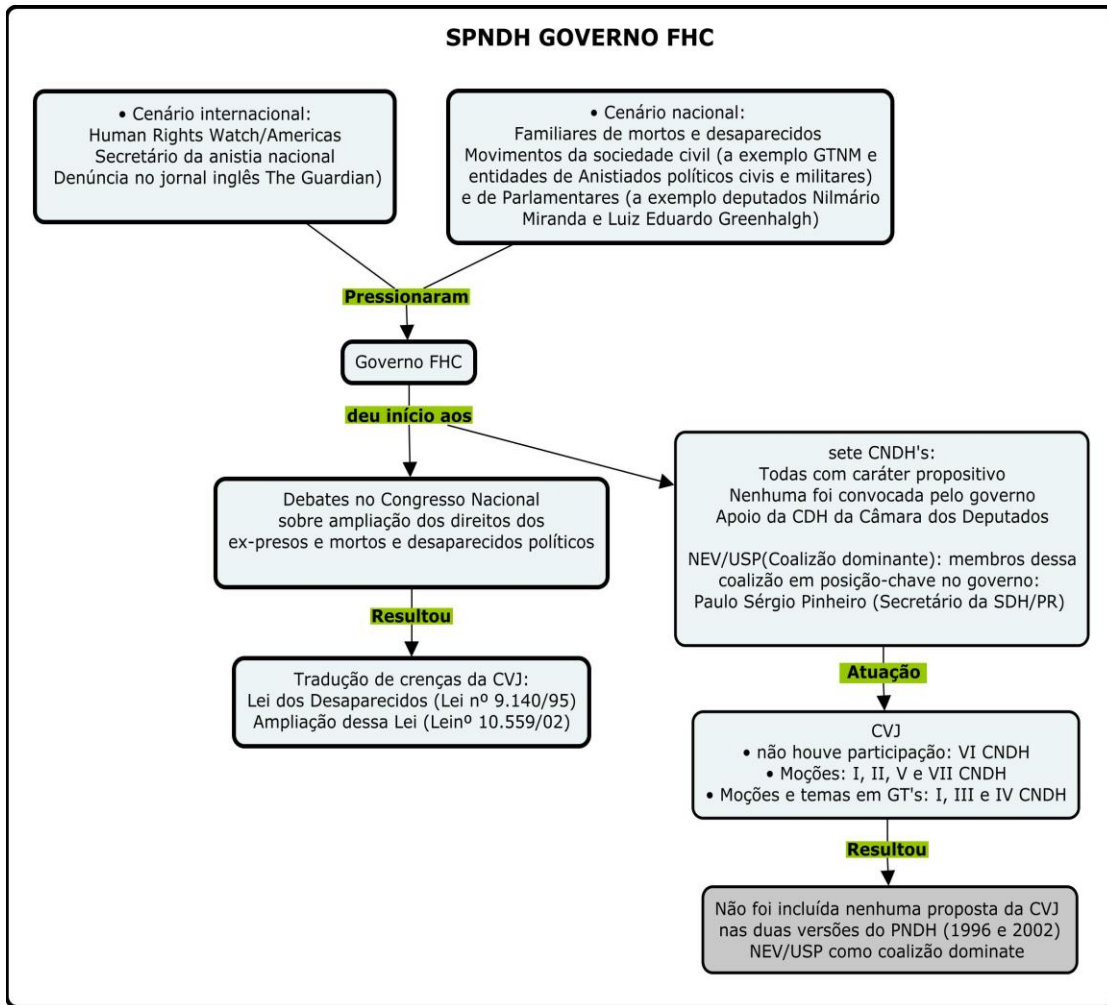 SPNDH GOVERNO FHC
• Cenário internacional:
Human Rights Watch/Americas
Secretário da anistia nacional
Denúncia no jornal inglês The Guardian)
• Cenário nacional:
Familiares de mortos e desaparecidos
Movimentos da sociedade civil (a exemplo GTNM e
entidades de Anistiados políticos civis e militares)
e de Parlamentares (a exemplo deputados Nilmário
Miranda e Luiz Eduardo Greenhalgh)
Pressionaram
Governo FHC
deu início aos
Debates no Congresso Nacional
sobre ampliação dos direitos dos
ex-presos e mortos e desaparecidos políticos
Resultou
Tradução de crenças da CVJ:
Lei dos Desaparecidos (Lei nº 9.140/95)
Ampliação dessa Lei (Leinº 10.559/02)
sete CNDH's:
Todas com caráter propositivo
Nenhuma foi convocada pelo governo
Apoio da CDH da Câmara dos Deputados
NEV/USP(Coalizão dominante): membros dessa
coalizão em posição-chave no governo:
Paulo Sérgio Pinheiro (Secretário da SDH/PR)
Atuação
CVJ
• não houve participação: VI CNDH
• Moções: I, II, V e VII CNDH
• Moções e temas em GT's: I, III e IV CNDH
Resultou
Não foi incluída nenhuma proposta da CVJ
nas duas versões do PNDH (1996 e 2002)
NEV/USP como coalizão dominate